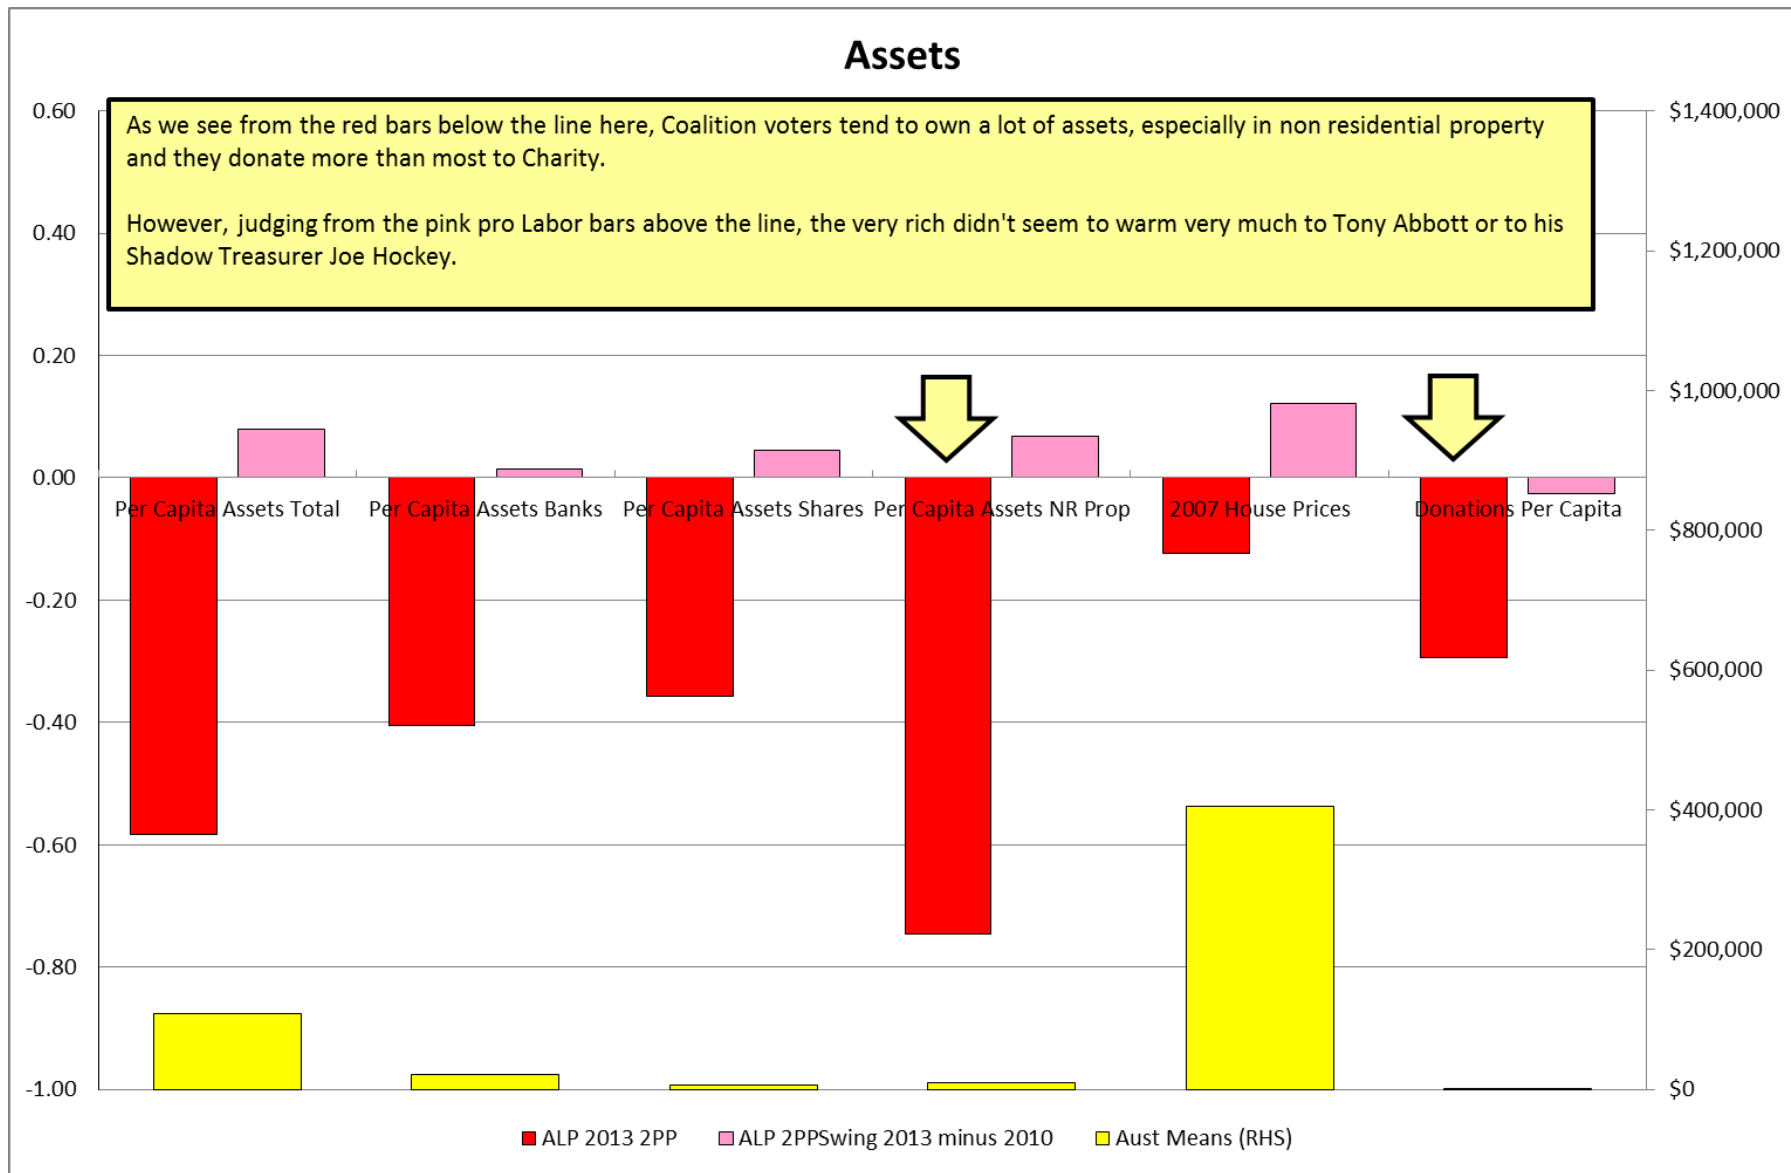 Assets
As we see from the red bars below the line here, Coalition voters tend to own a lot of assets, especially in non residential property
and they donate more than most to Charity.
However, judging from the pink pro Labor bars above the line, the very rich didn't seem to warm very much to Tony Abbott or to his
Shadow Treasurer Joe Hockey.
0.60
0.40
0.20
0.00
-0.20
-0.40
-0.60
-0.80
-1.00
$1,400,000
$1,200,000
$1,000,000
$800,000
$600,000
$400,000
$200,000
$0
Per Capita Assets Total
Per Capita Assets Banks
Per Capita Assets Shares
Per Capita Assets NR Prop
2007 House Prices
Donations Per Capita
ALP 2013 2PP
ALP 2PPSwing 2013 minus 2010
Aust Means (RHS)